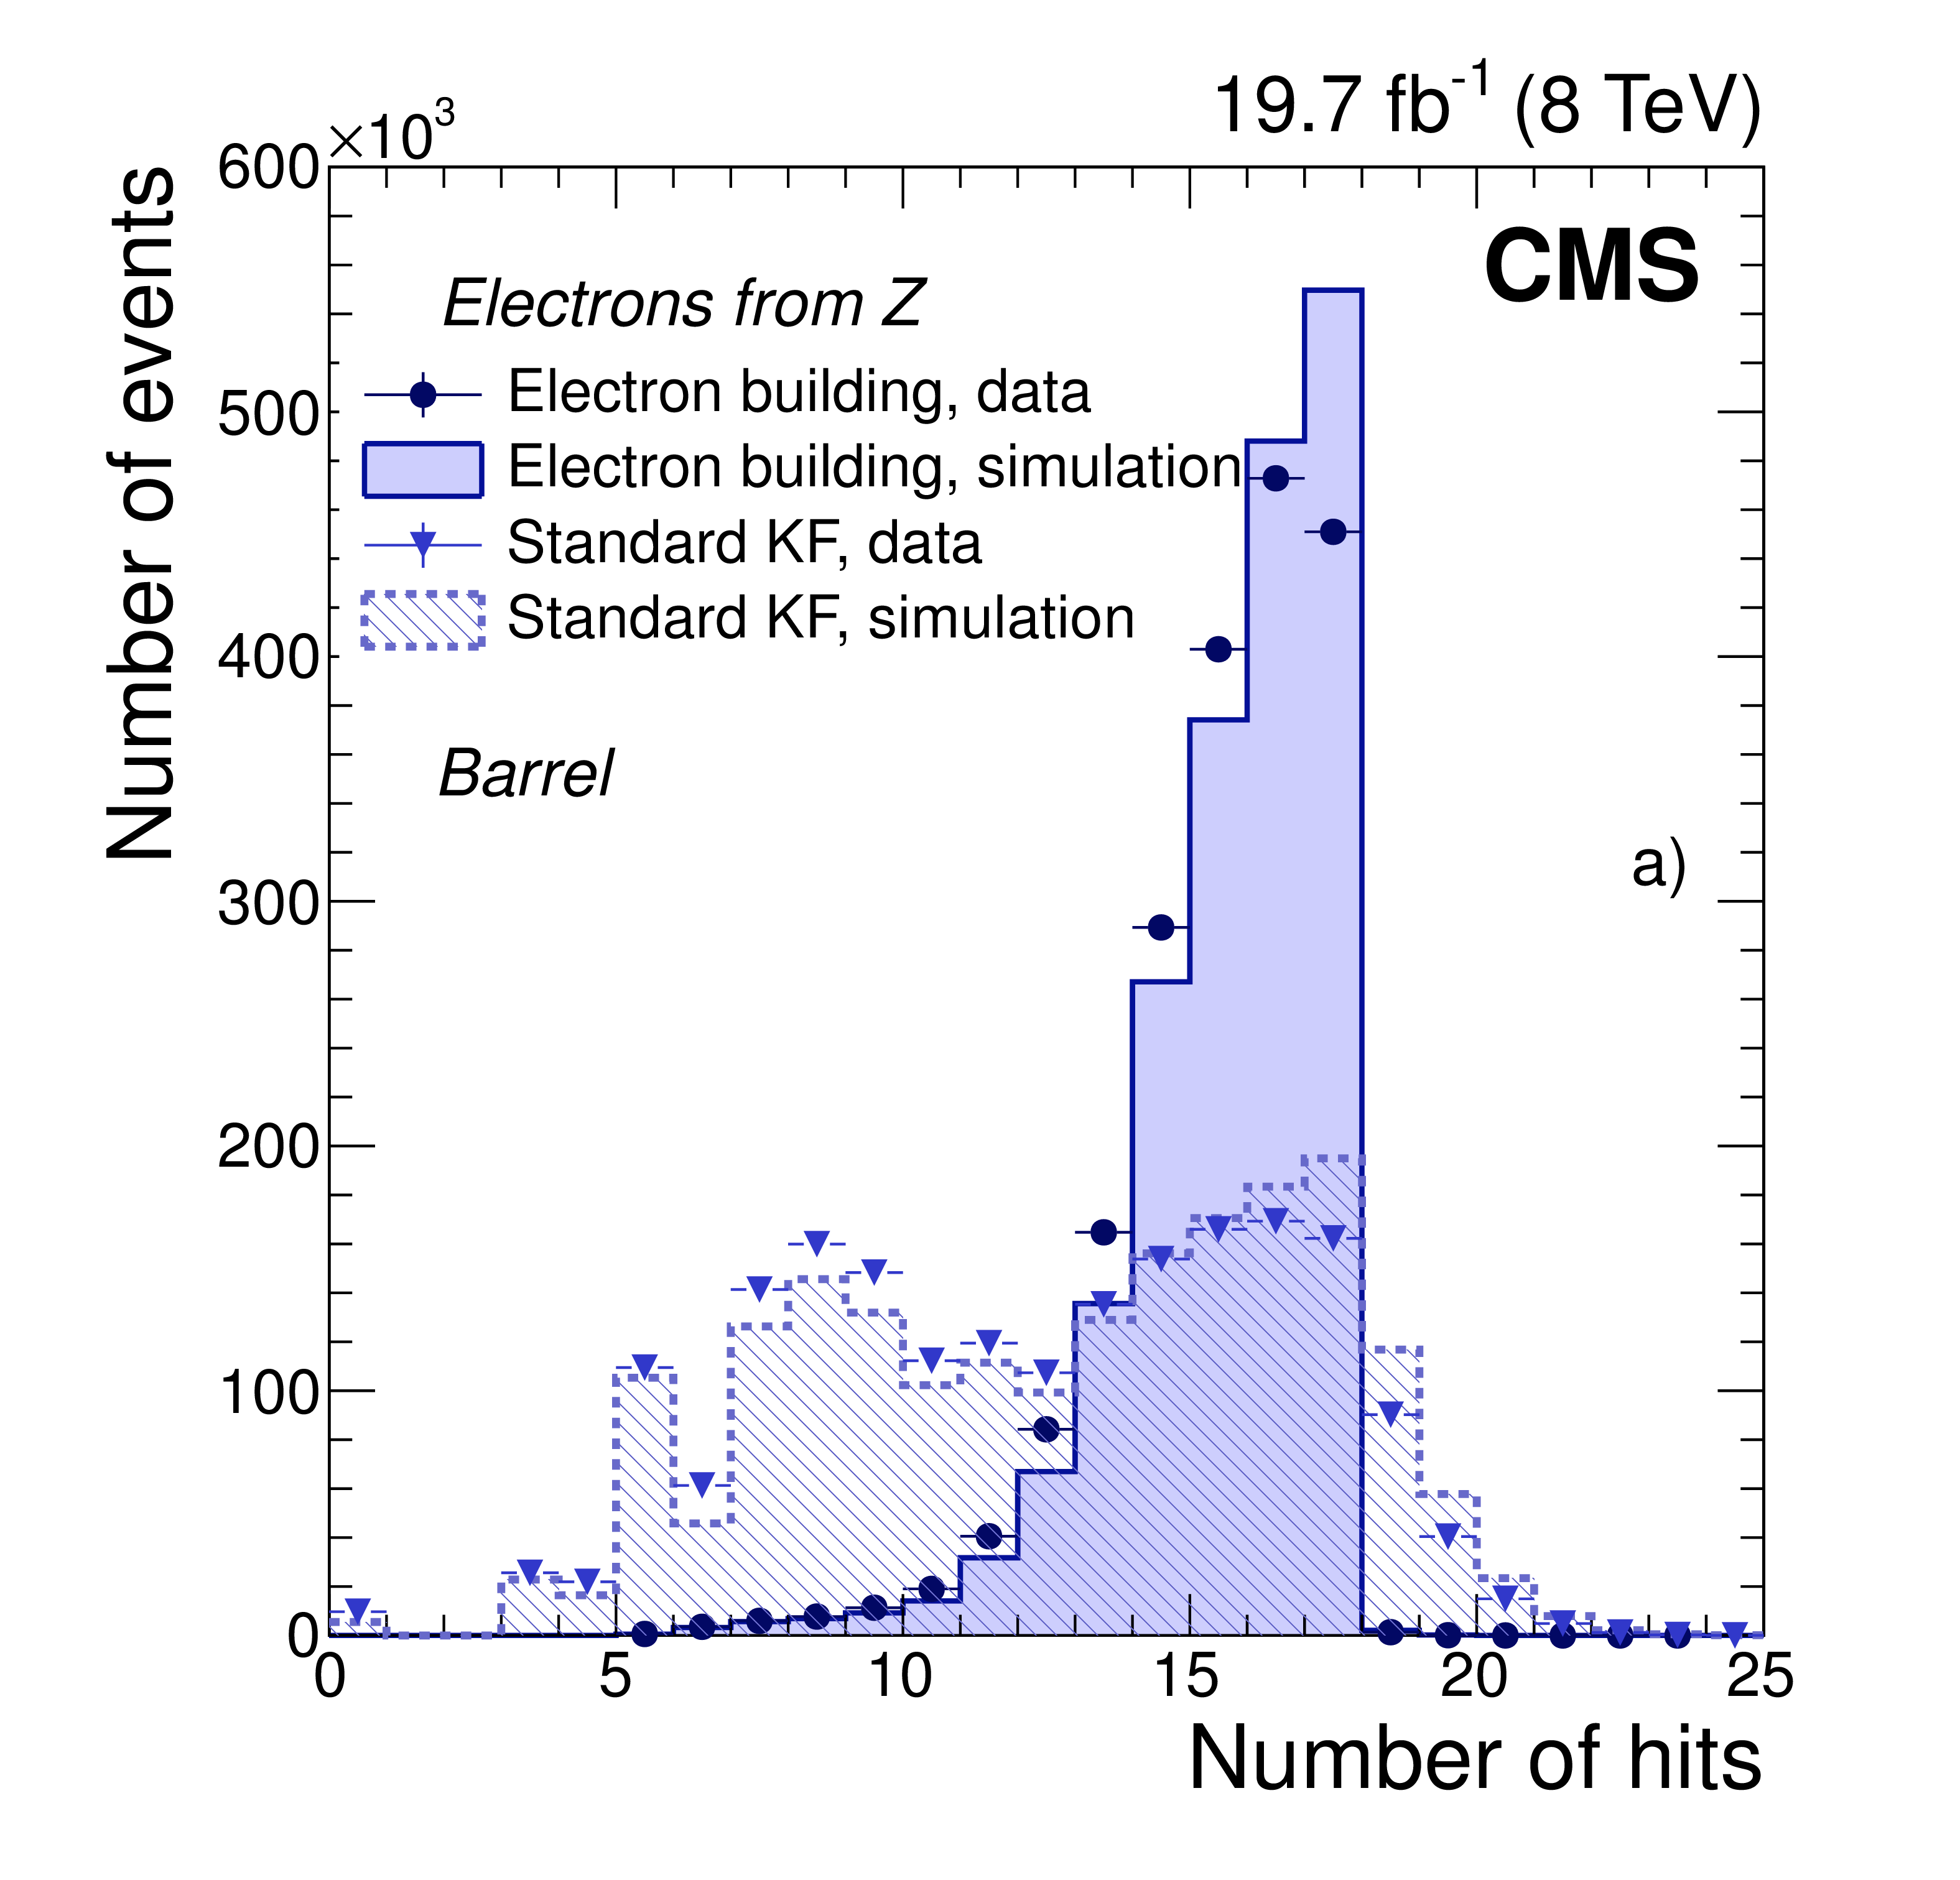 19.7 fb⁻¹ (8 TeV)
×10³
CMS
Number of events
600
500
400
300
200
100
0
Electrons from Z
Electron building, data
Electron building, simulation
Standard KF, data
Standard KF, simulation
Barrel
a)
0 5 10 15 20 25
Number of hits